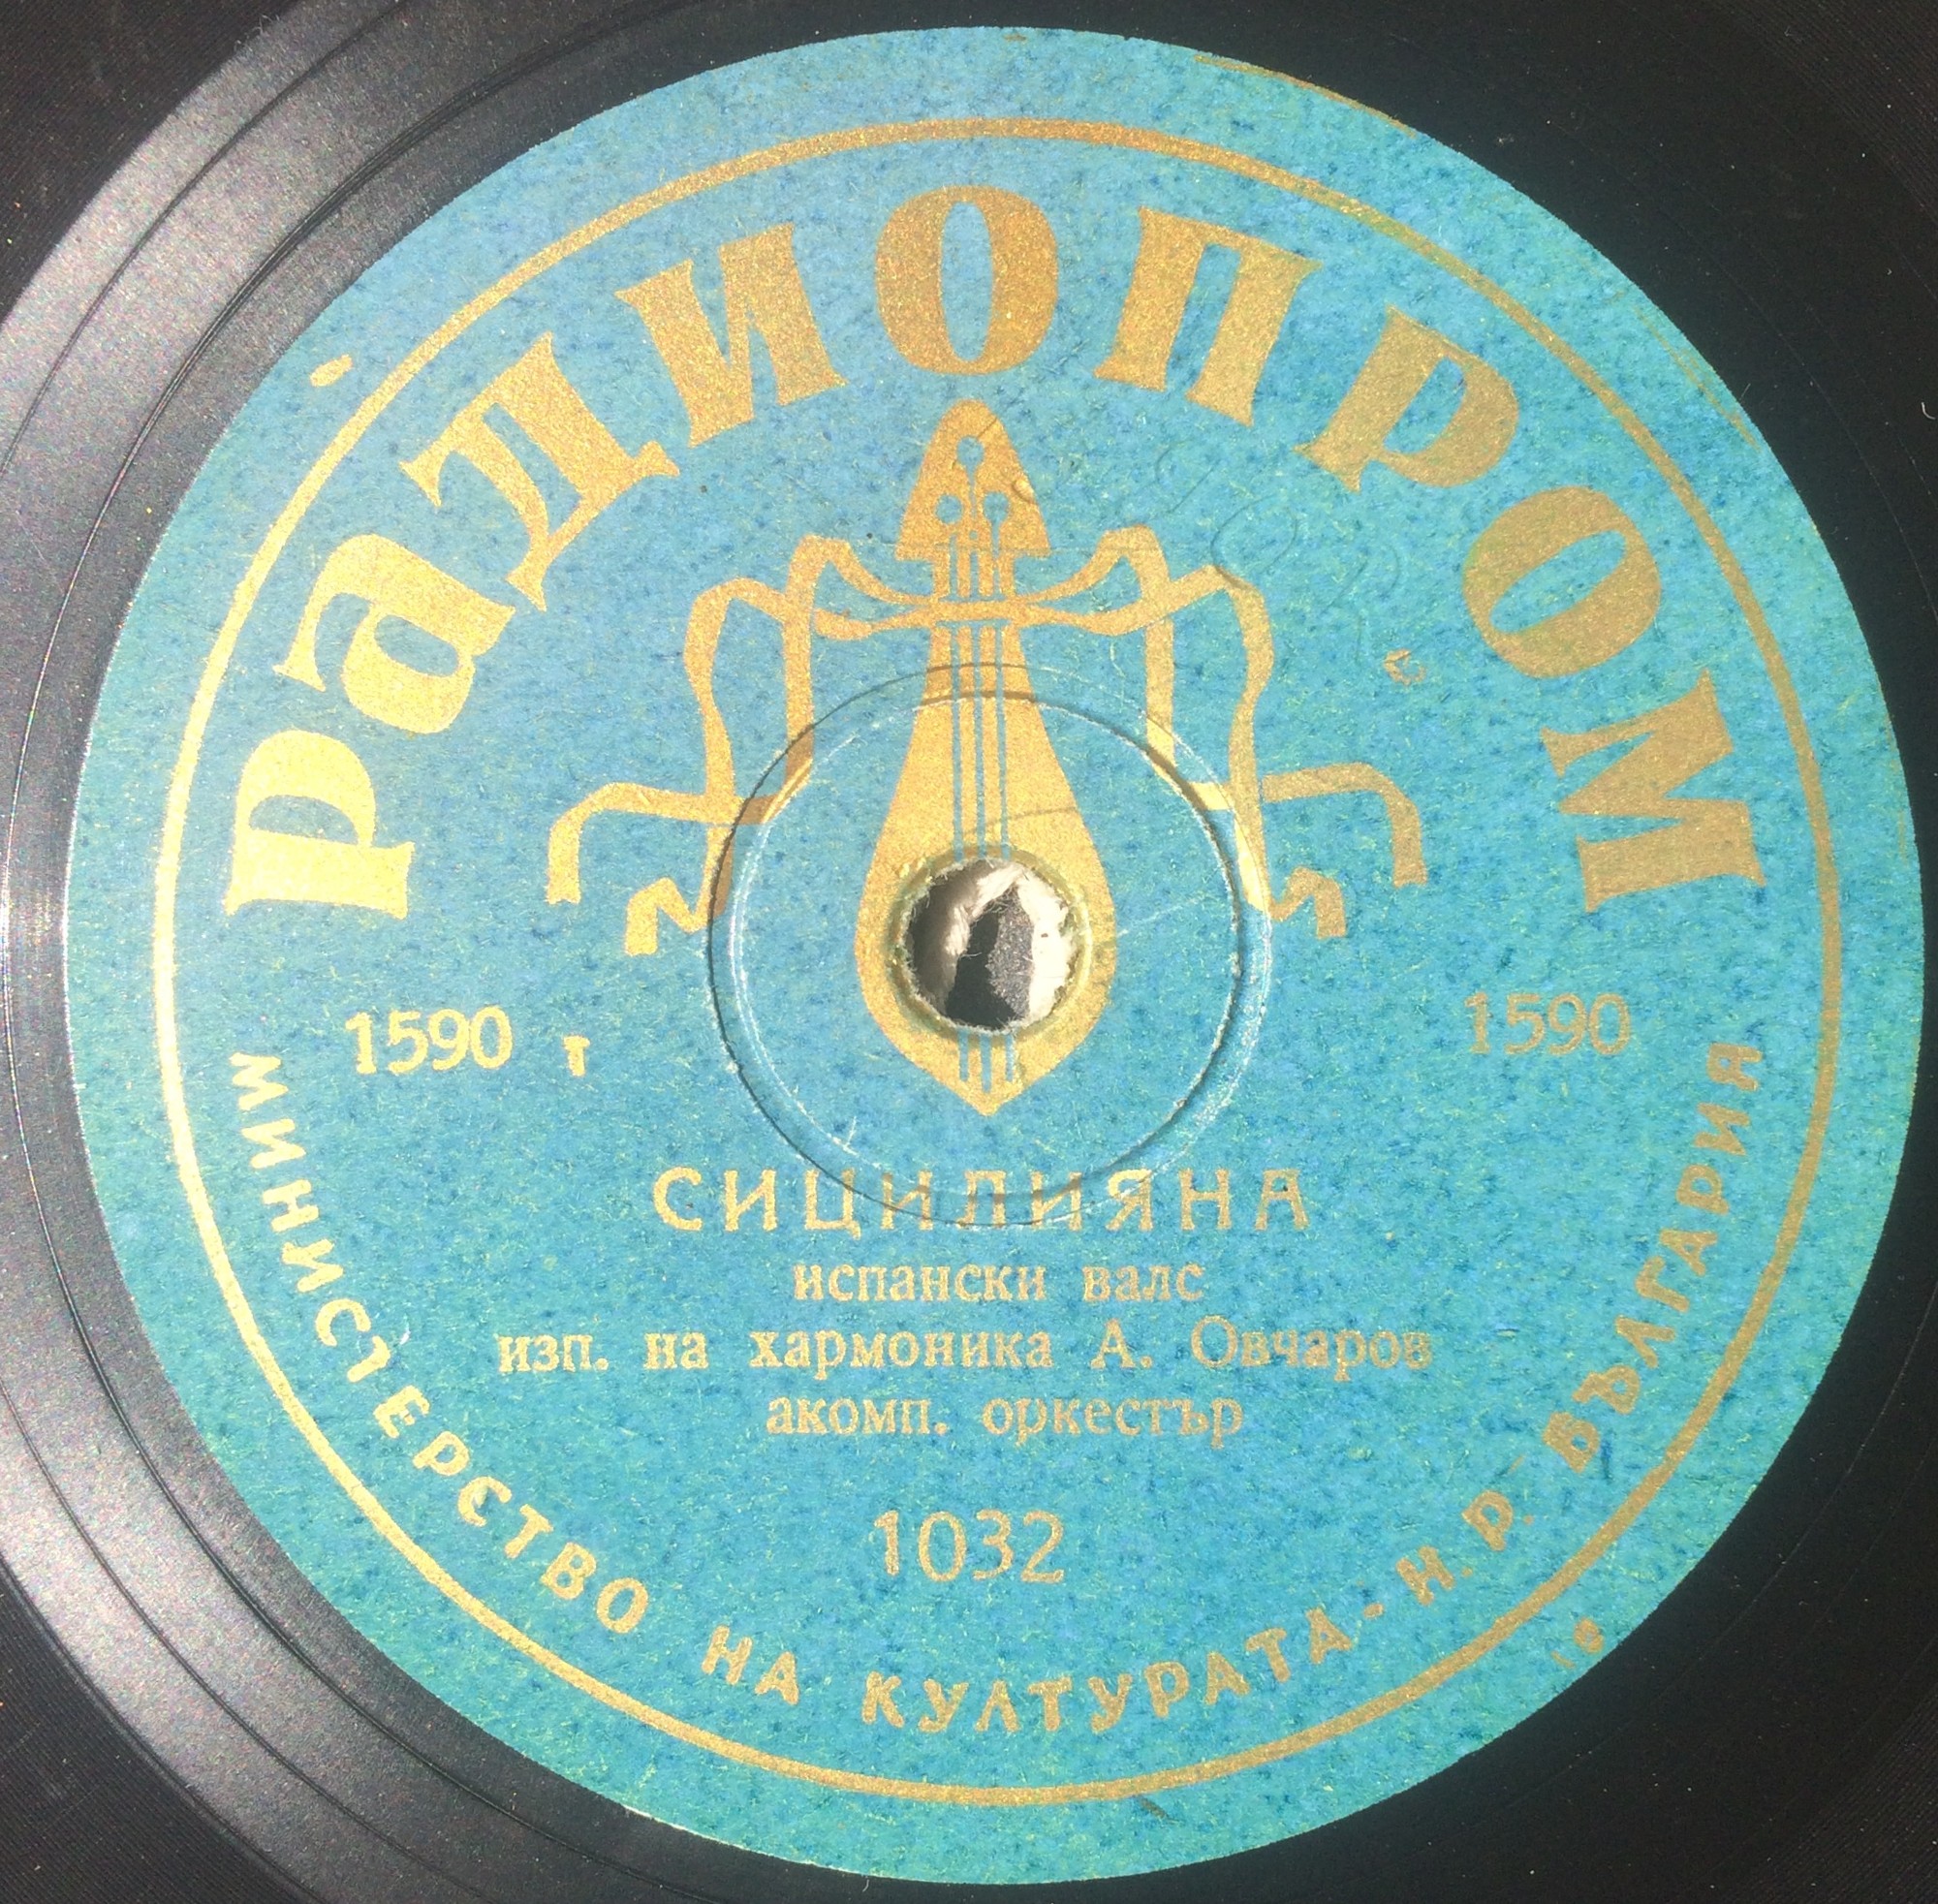 радиопром
1590 т 1590
СИЦИЛИЯНА
испански валс
изп. на хармоника А. Овчаров
акомп. оркестър
1032
МИНИСТЕРСТВО НА КУЛТУРАТА - Н. Р. БЪЛГАРИЯ